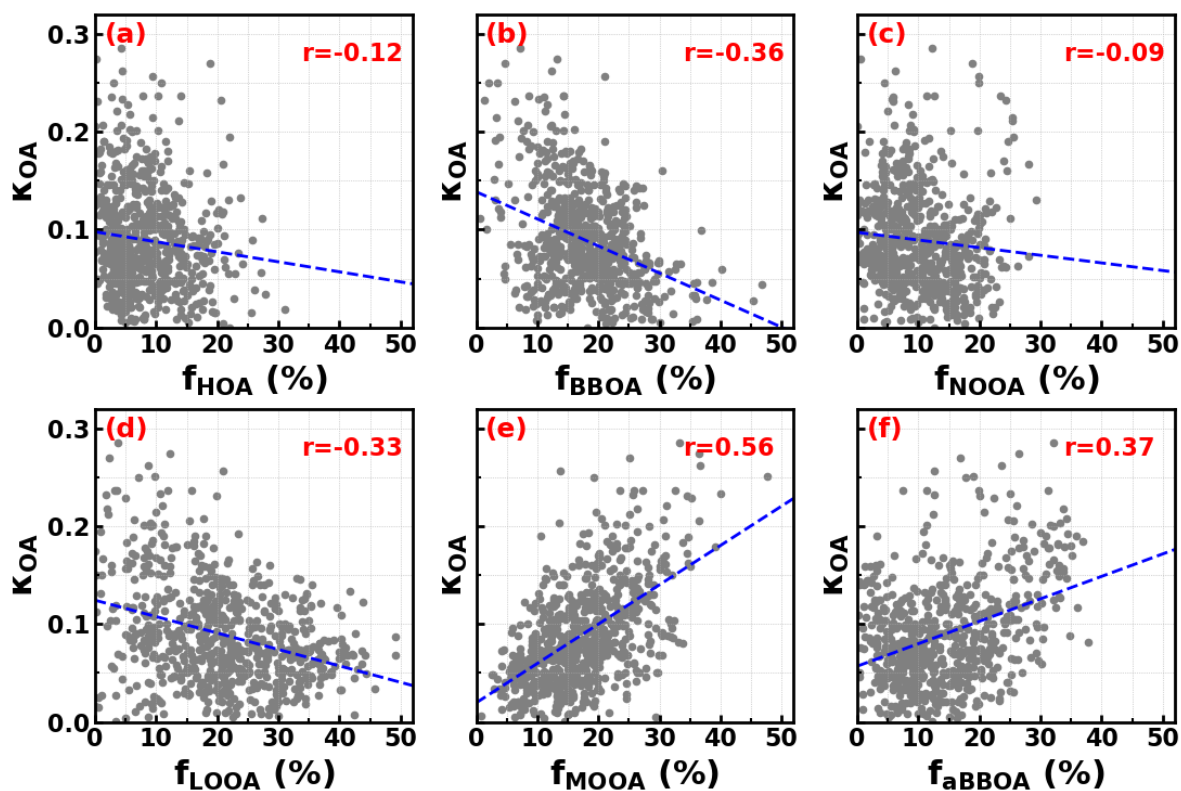 (a)
r=-0.12
0.3
0.2
0.1
0.0
κOA
0 10 20 30 40 50
fHOA (%)
(b)
r=-0.36
κOA
0 10 20 30 40 50
fBBOA (%)
(c)
r=-0.09
κOA
0 10 20 30 40 50
fNOOA (%)
(d)
r=-0.33
0.3
0.2
0.1
0.0
κOA
0 10 20 30 40 50
fLOOA (%)
(e)
r=0.56
κOA
0 10 20 30 40 50
fMOOA (%)
(f)
r=0.37
κOA
0 10 20 30 40 50
faBBOA (%)